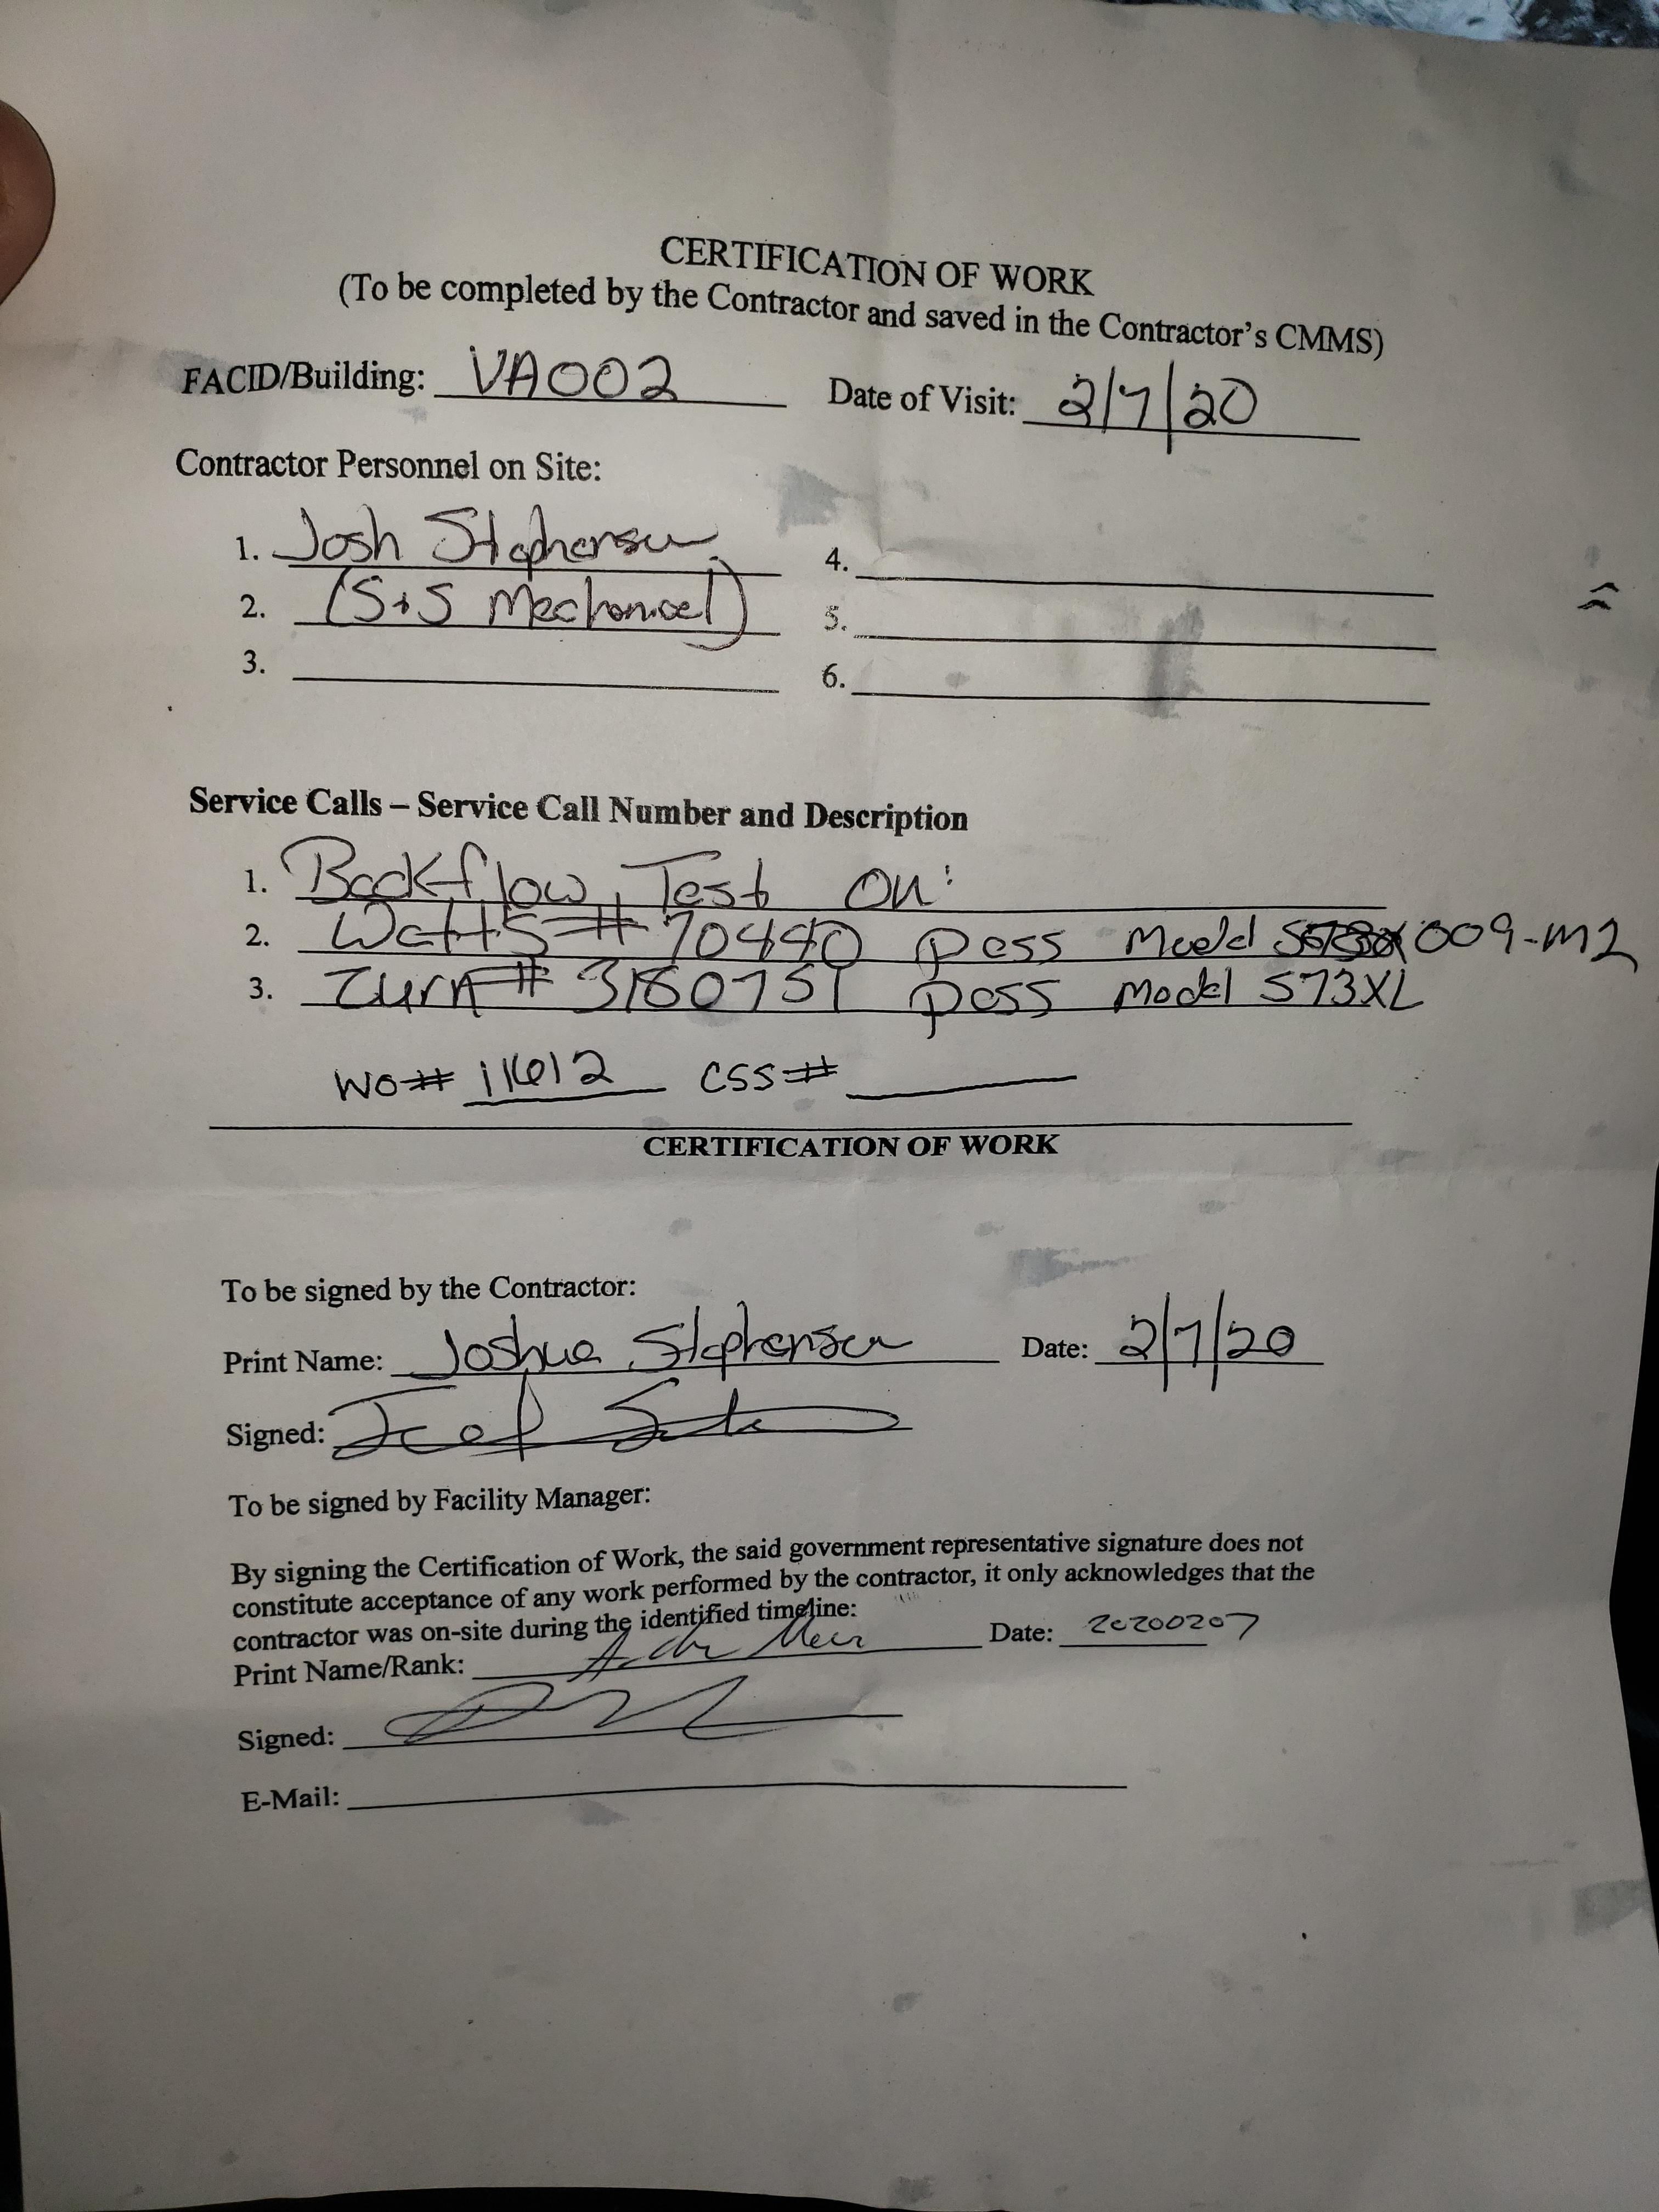 CERTIFICATION OF WORK
(To be completed by the Contractor and saved in the Contractor's CMMS)
FACID/Building: VA002 Date of Visit: 2/7/20
Contractor Personnel on Site:
1. Josh Stephensen 4.
2. (S+S Mechanical) 5.
3. 6.
Service Calls – Service Call Number and Description
1. Backflow Test on:
2. Watts # 70440 pass Model 009-M2
3. Zurn # 3180751 pass Model 573XL
WO# 11612 CSS#
CERTIFICATION OF WORK
To be signed by the Contractor:
Print Name: Joshua Stephensen Date: 2/7/20
Signed:
To be signed by Facility Manager:
By signing the Certification of Work, the said government representative signature does not
constitute acceptance of any work performed by the contractor, it only acknowledges that the
contractor was on-site during the identified timeline:
Print Name/Rank: Date: 20200207
Signed:
E-Mail: